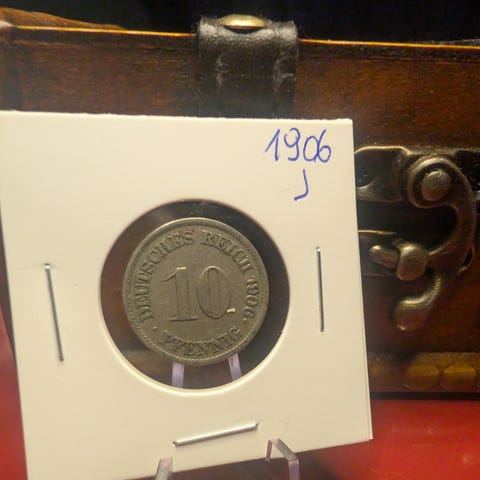 1906
J
DEUTSCHES REICH 1906
10
PFENNIG